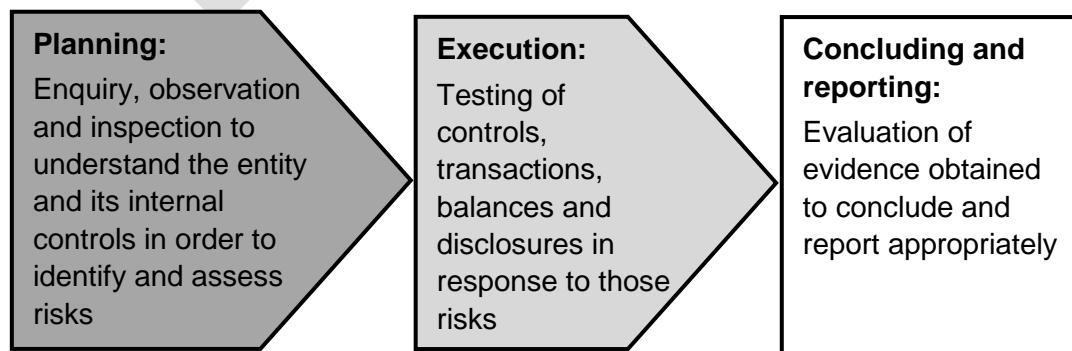 Planning:
Enquiry, observation
and inspection to
understand the entity
and its internal
controls in order to
identify and assess
risks
Execution:
Testing of
controls,
transactions,
balances and
disclosures in
response to those
risks
Concluding and
reporting:
Evaluation of
evidence obtained
to conclude and
report appropriately